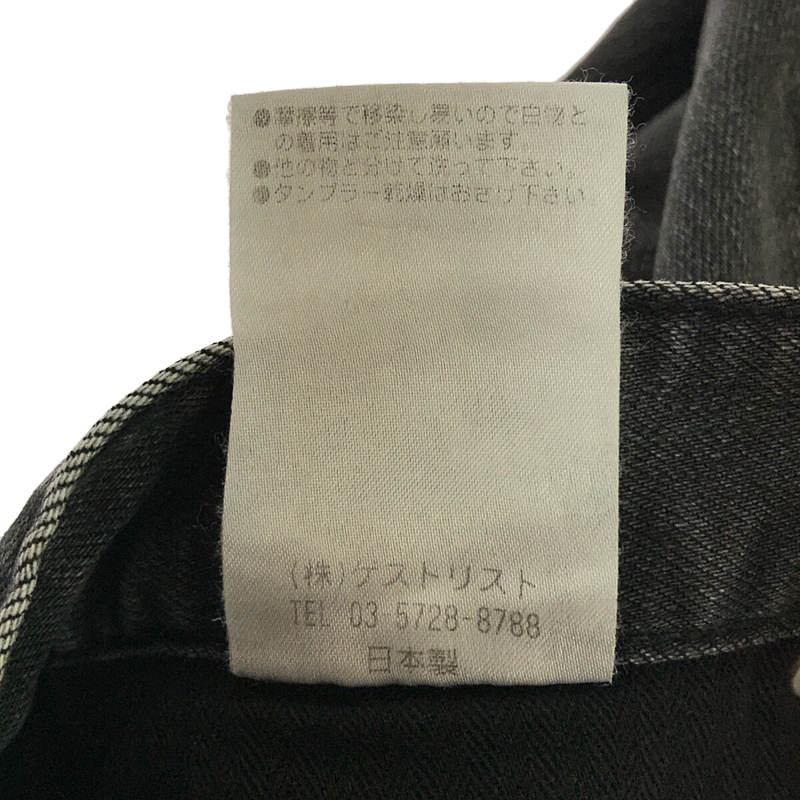 ●摩擦等で移染し易いので白物と
の着用はご注意願います。
●他の物と分けて洗って下さい。
●タンブラー乾燥はおさけ下さい
(株)ゲストリスト
TEL 03-5728-8788
日本製